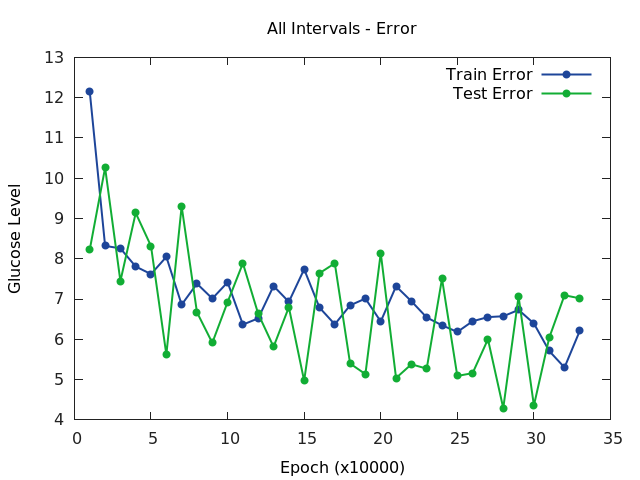 All Intervals - Error
Train Error
Test Error
13
12
11
10
9
8
7
6
5
4
Glucose Level
0 5 10 15 20 25 30 35
Epoch (x10000)